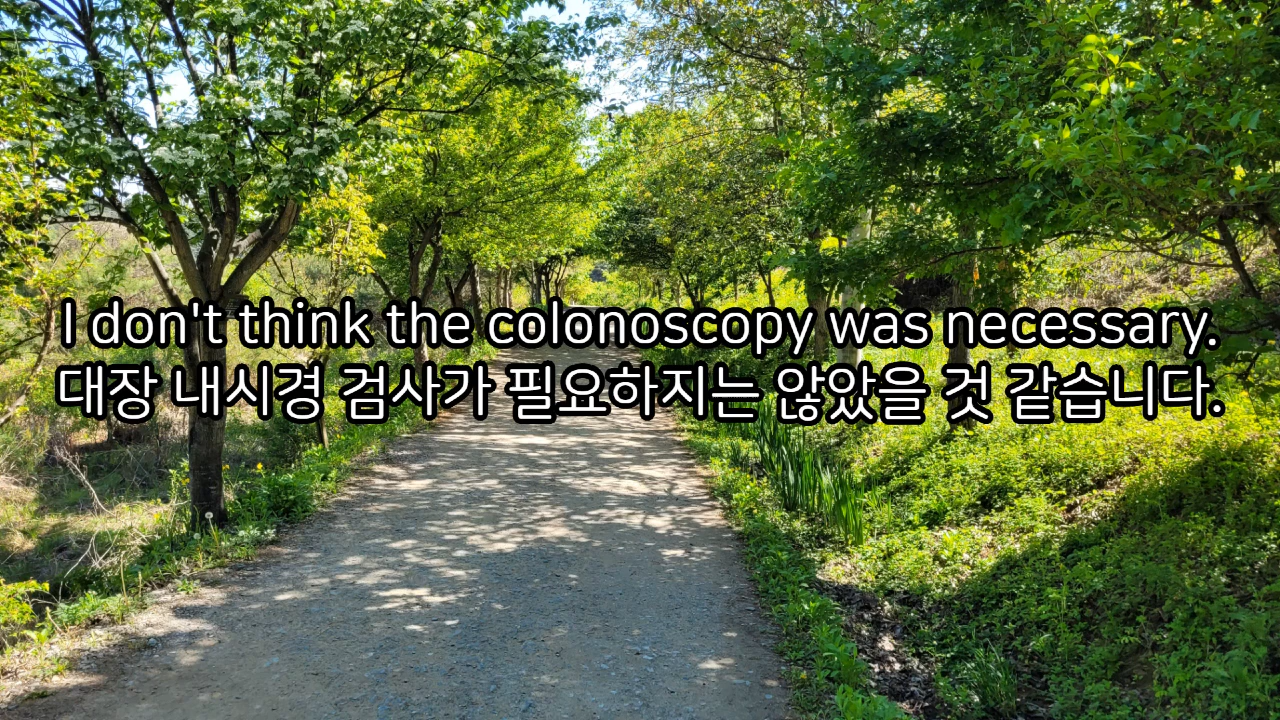 I don't think the colonoscopy was necessary.
대장 내시경 검사가 필요하지는 않았을 것 같습니다.